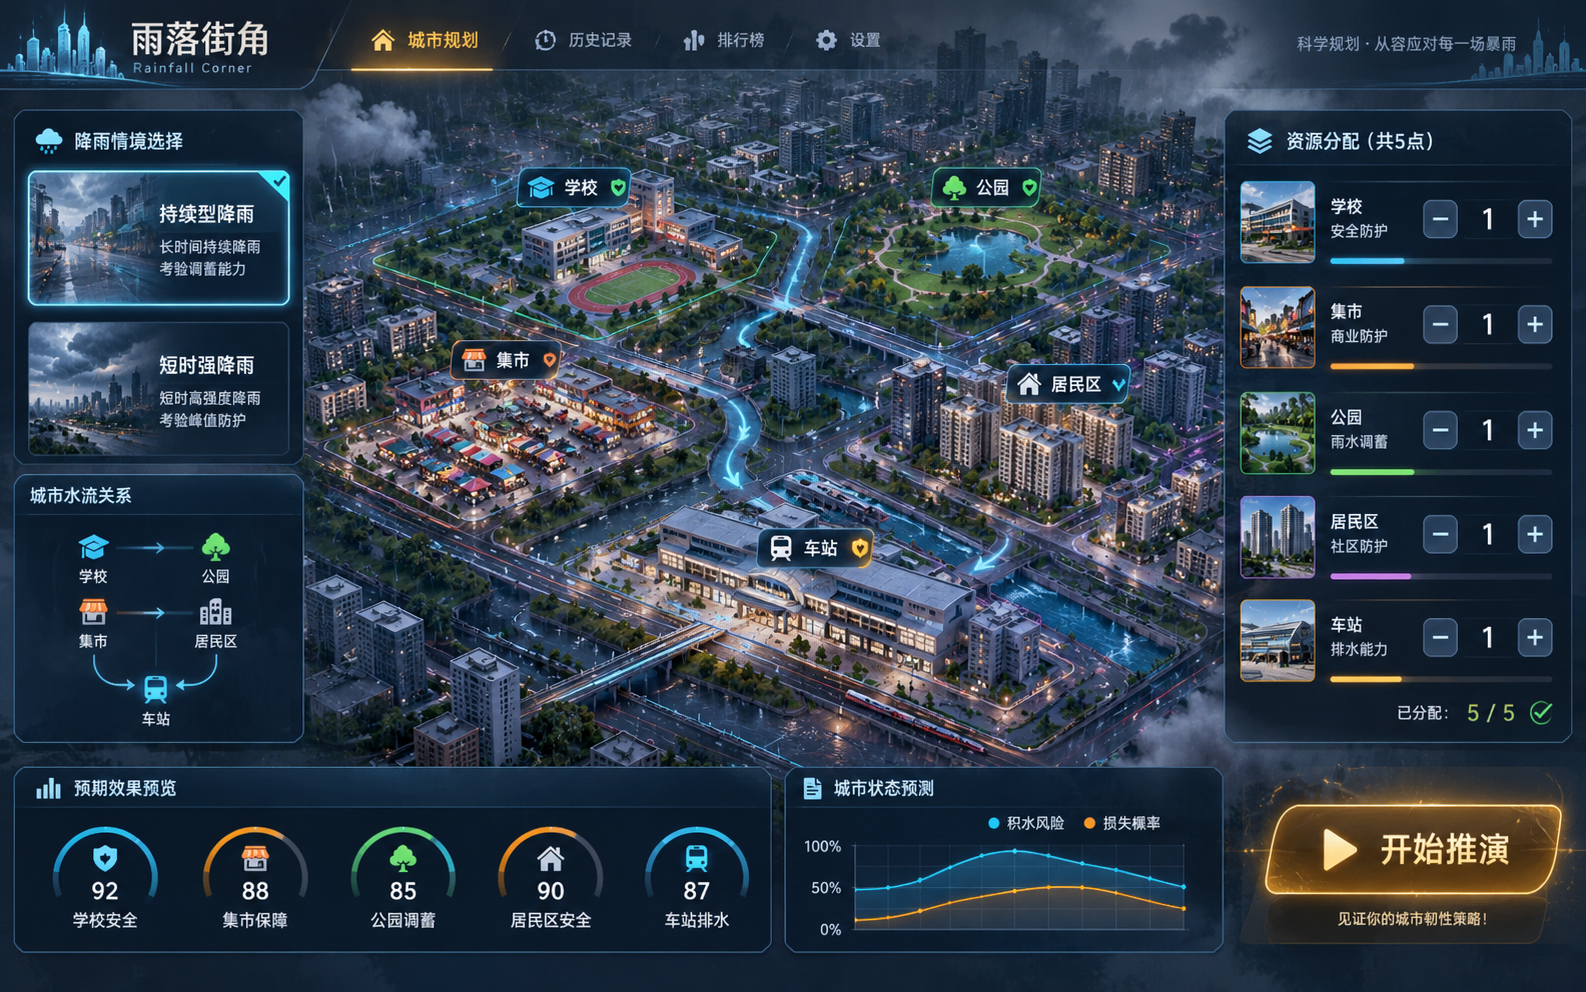 雨落街角
Rainfall Corner
城市规划
历史记录
排行榜
设置
科学规划 · 从容应对每一场暴雨
降雨情境选择
持续型降雨
长时间持续降雨
考验调蓄能力
短时强降雨
短时高强度降雨
考验峰值防护
城市水流关系
学校
公园
集市
居民区
车站
学校
公园
集市
居民区
车站
资源分配（共5点）
学校
安全防护
− 1 +
集市
商业防护
− 1 +
公园
雨水调蓄
− 1 +
居民区
社区防护
− 1 +
车站
排水能力
− 1 +
已分配： 5 / 5
预期效果预览
92
学校安全
88
集市保障
85
公园调蓄
90
居民区安全
87
车站排水
城市状态预测
积水风险
损失概率
100%
50%
0%
开始推演
见证你的城市韧性策略！